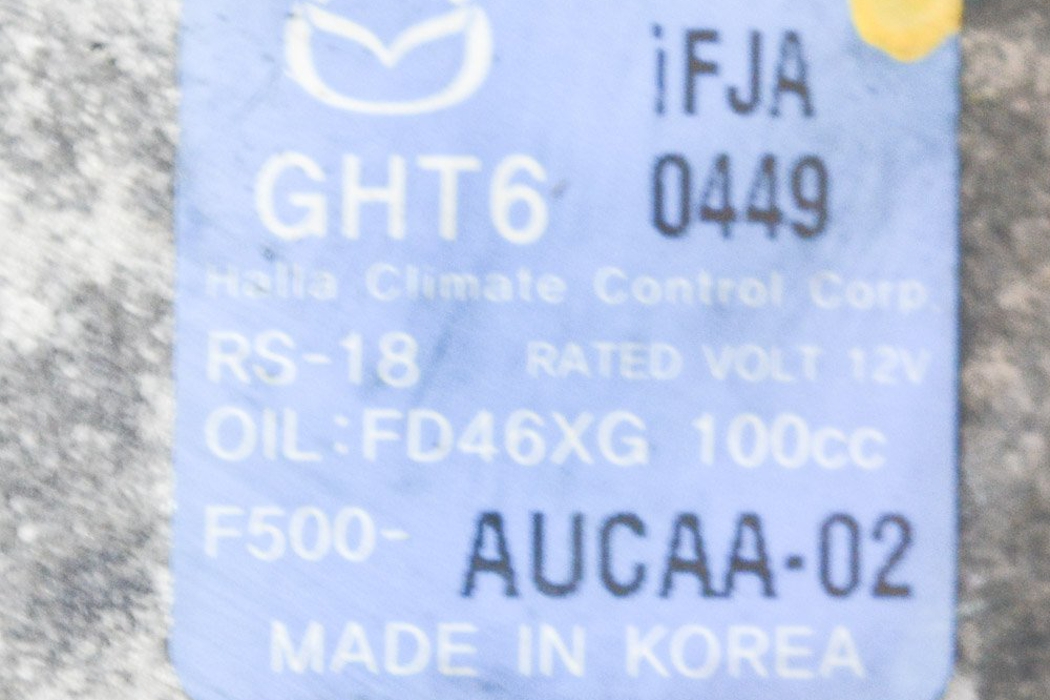 iFJA
GHT6 0449
Halla Climate Control Corp.
RS-18 RATED VOLT 12V
OIL:FD46XG 100cc
F500- AUCAA-02
MADE IN KOREA